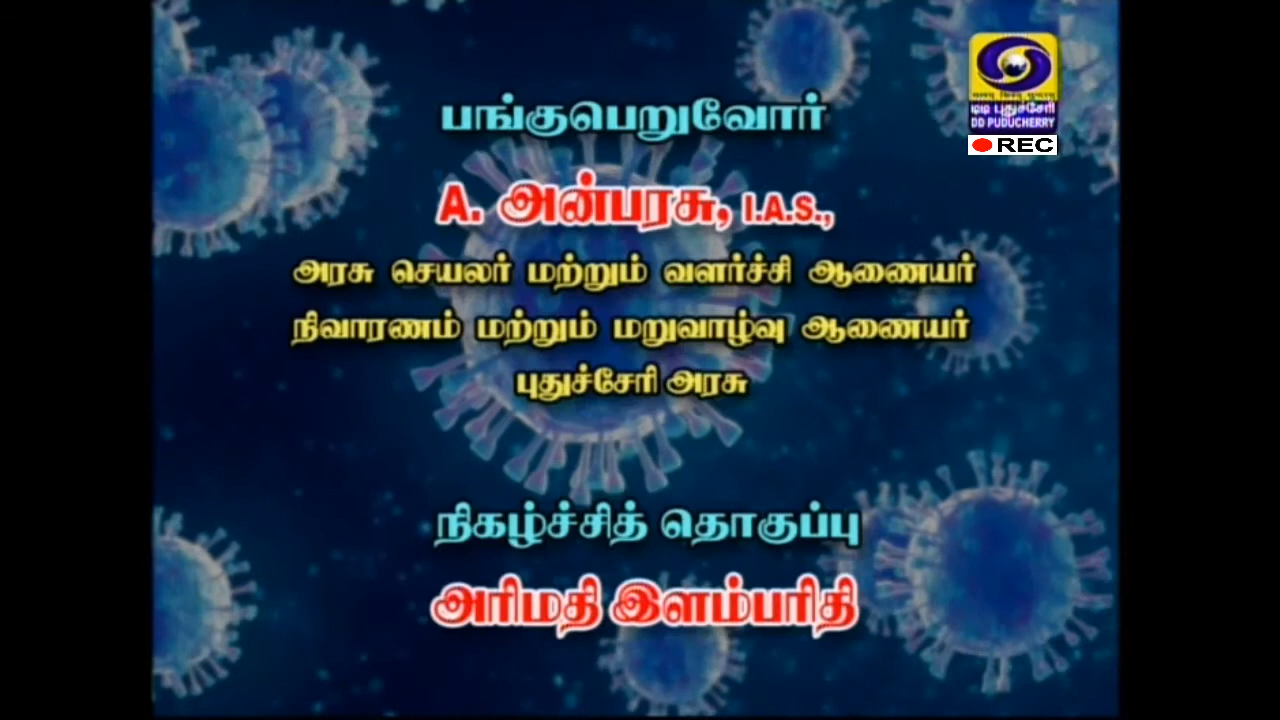 பங்குபெறுவோர்
A. அன்பரசு, I.A.S.,
அரசு செயலர் மற்றும் வளர்ச்சி ஆணையர்
நிவாரணம் மற்றும் மறுவாழ்வு ஆணையர்
புதுச்சேரி அரசு
நிகழ்ச்சித் தொகுப்பு
அரிமதி இளம்பரிதி
டிடி புதுச்சேரி
DD PUDUCHERRY
REC